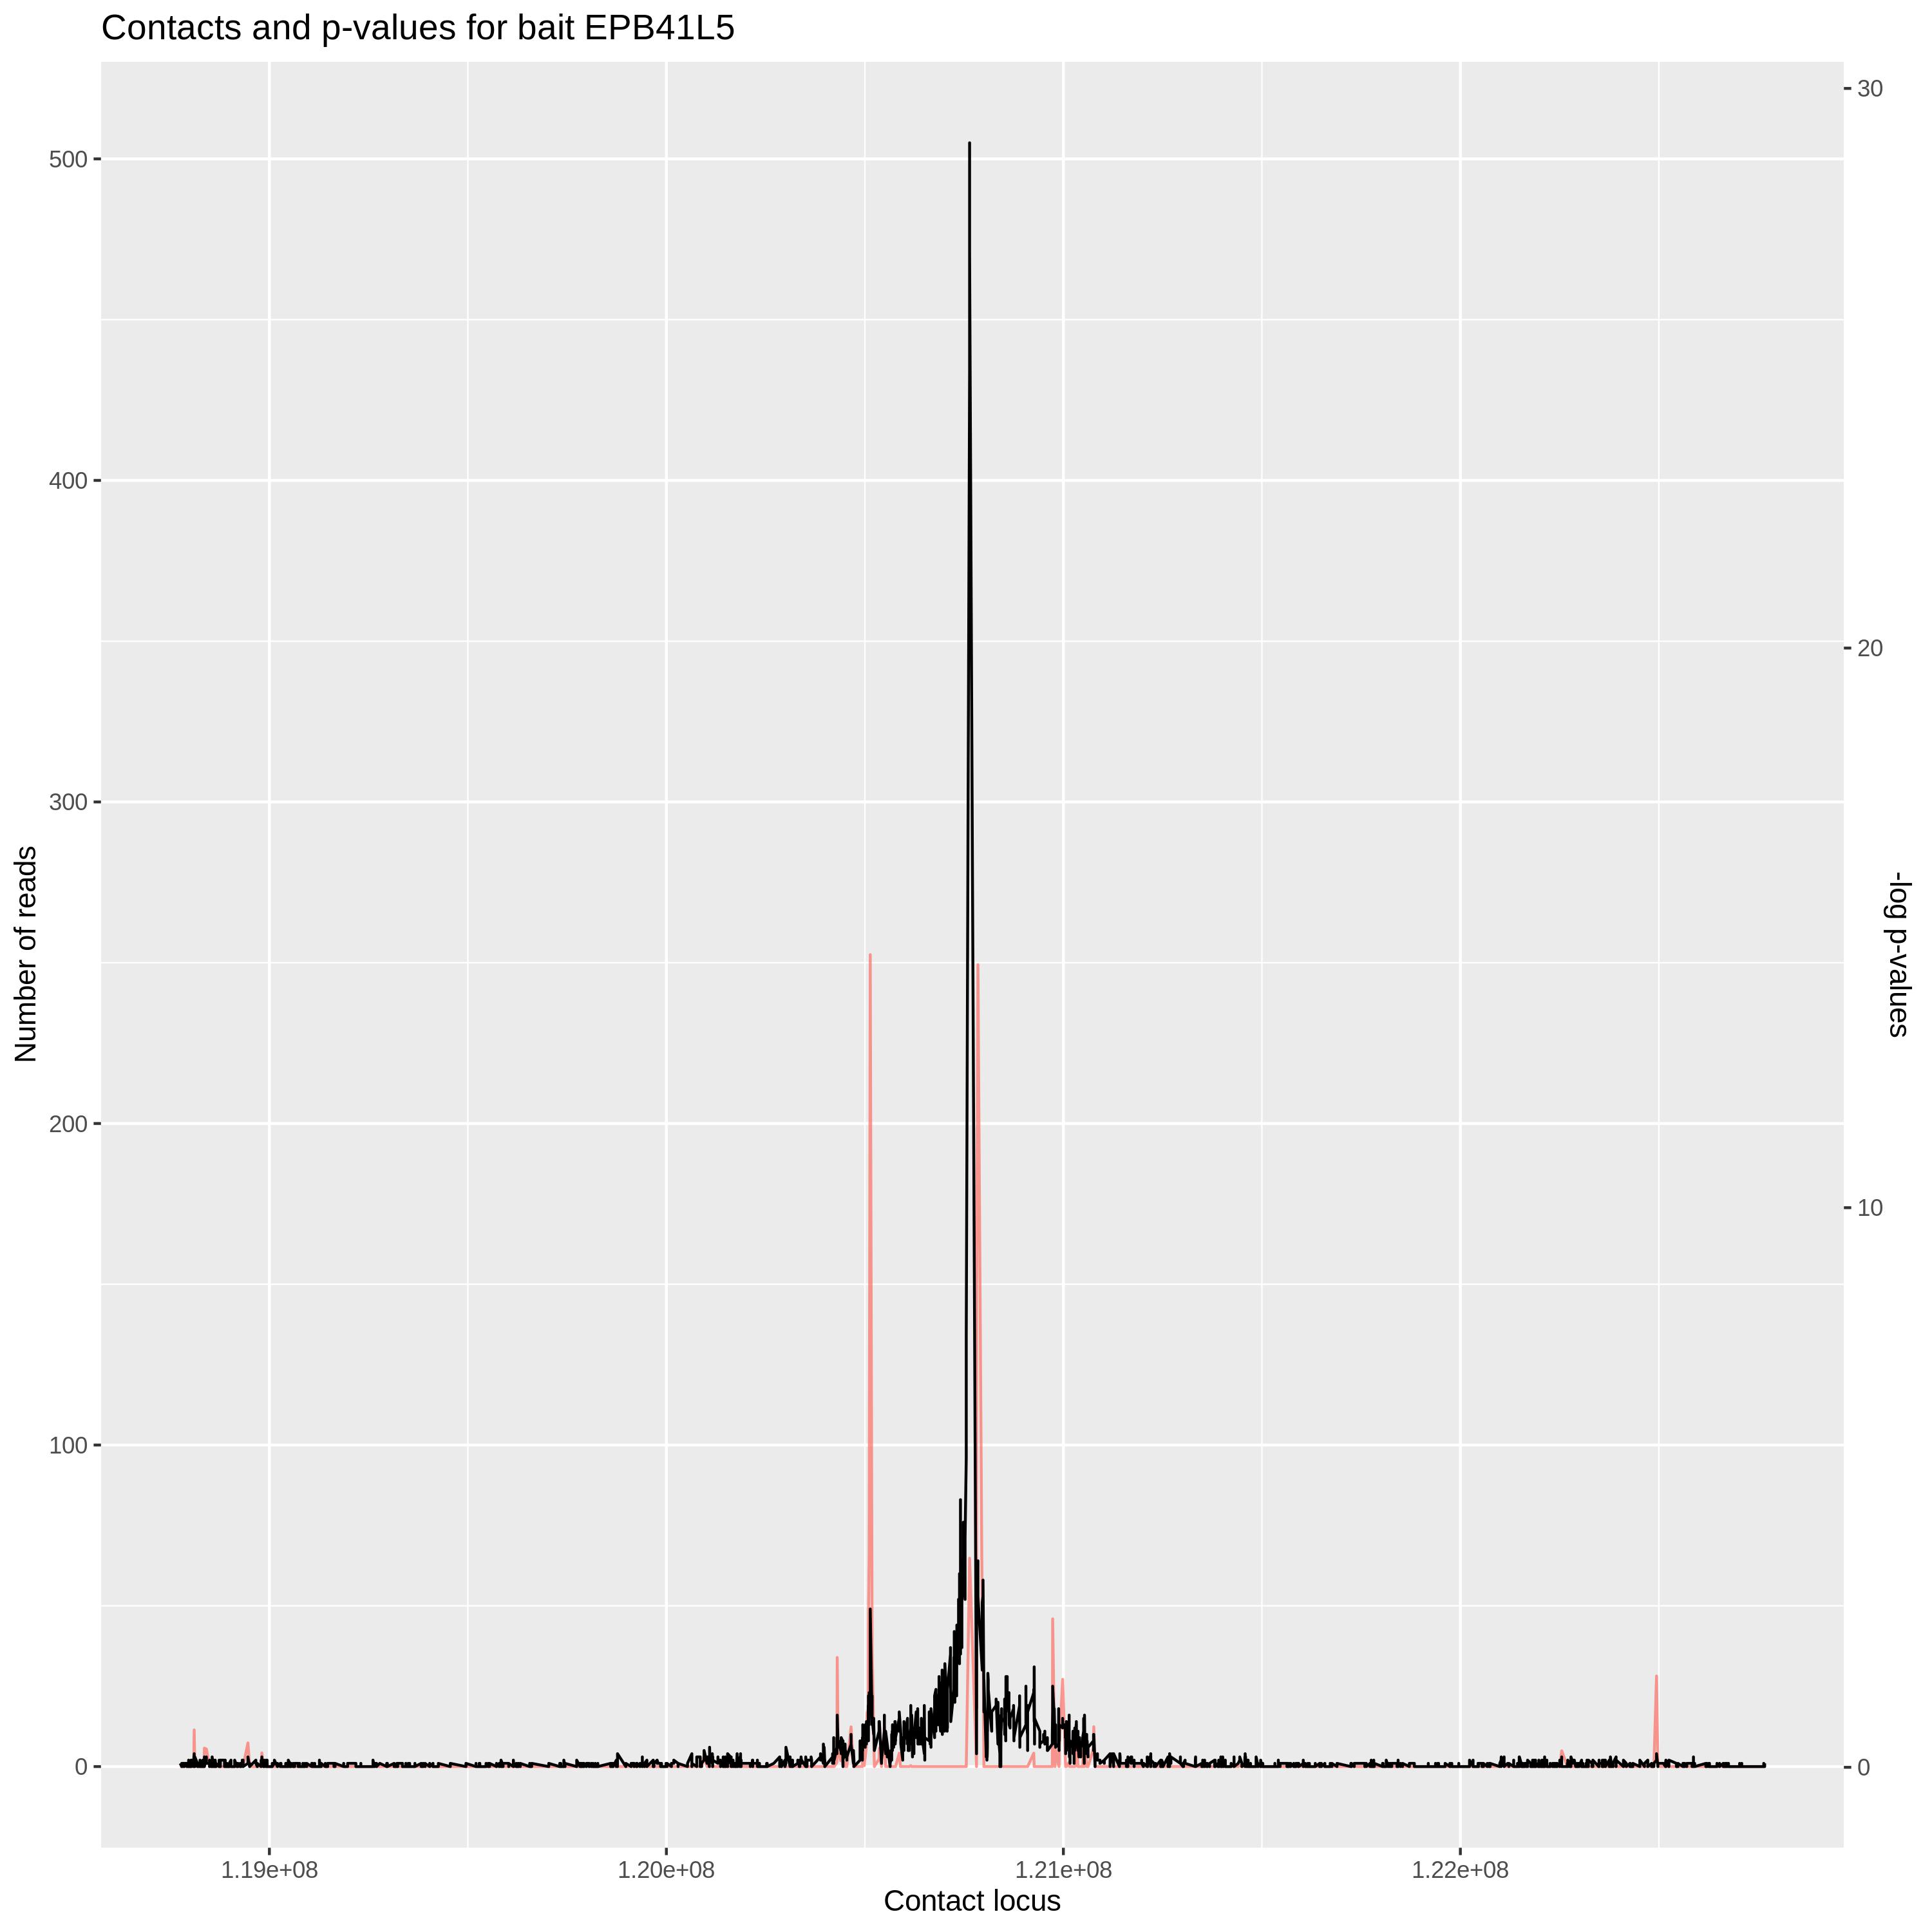 Contacts and p-values for bait EPB41L5
500
400
300
200
100
0
30
20
10
0
Number of reads
-log p-values
1.19e+08
1.20e+08
1.21e+08
1.22e+08
Contact locus